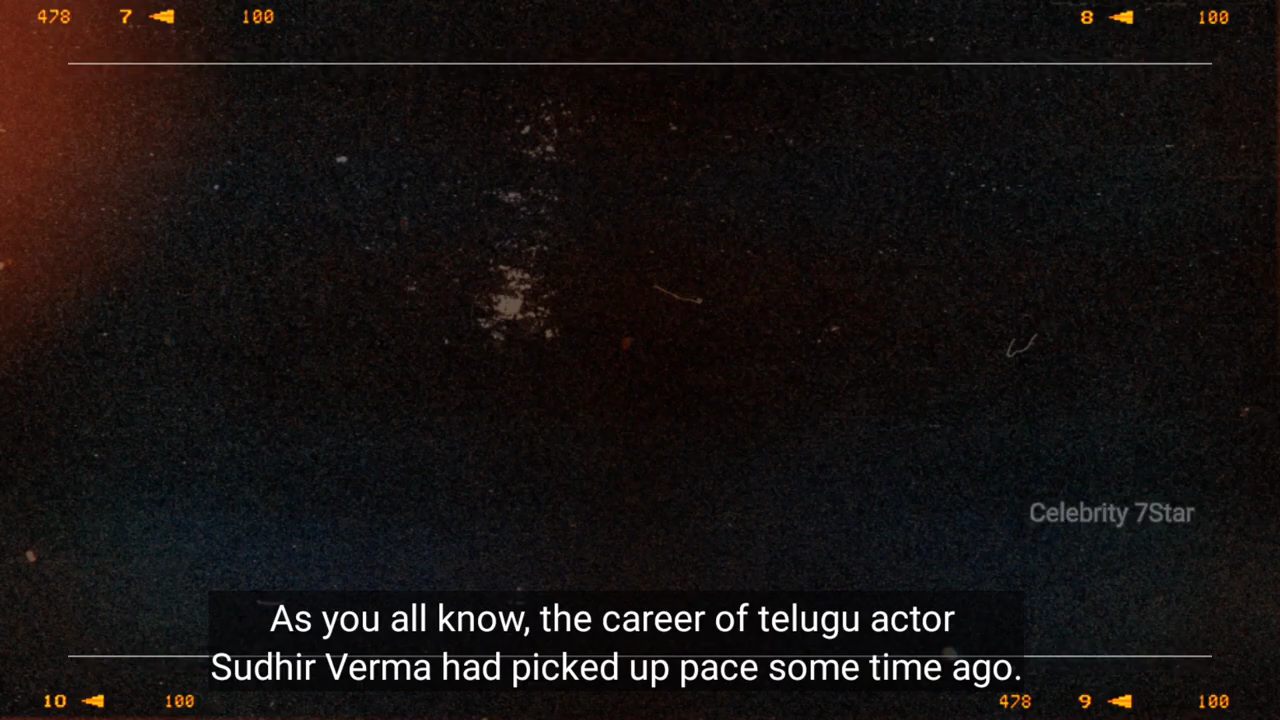 478 7 100 8 100
Celebrity 7Star
As you all know, the career of telugu actor
Sudhir Verma had picked up pace some time ago.
10 100 478 9 100